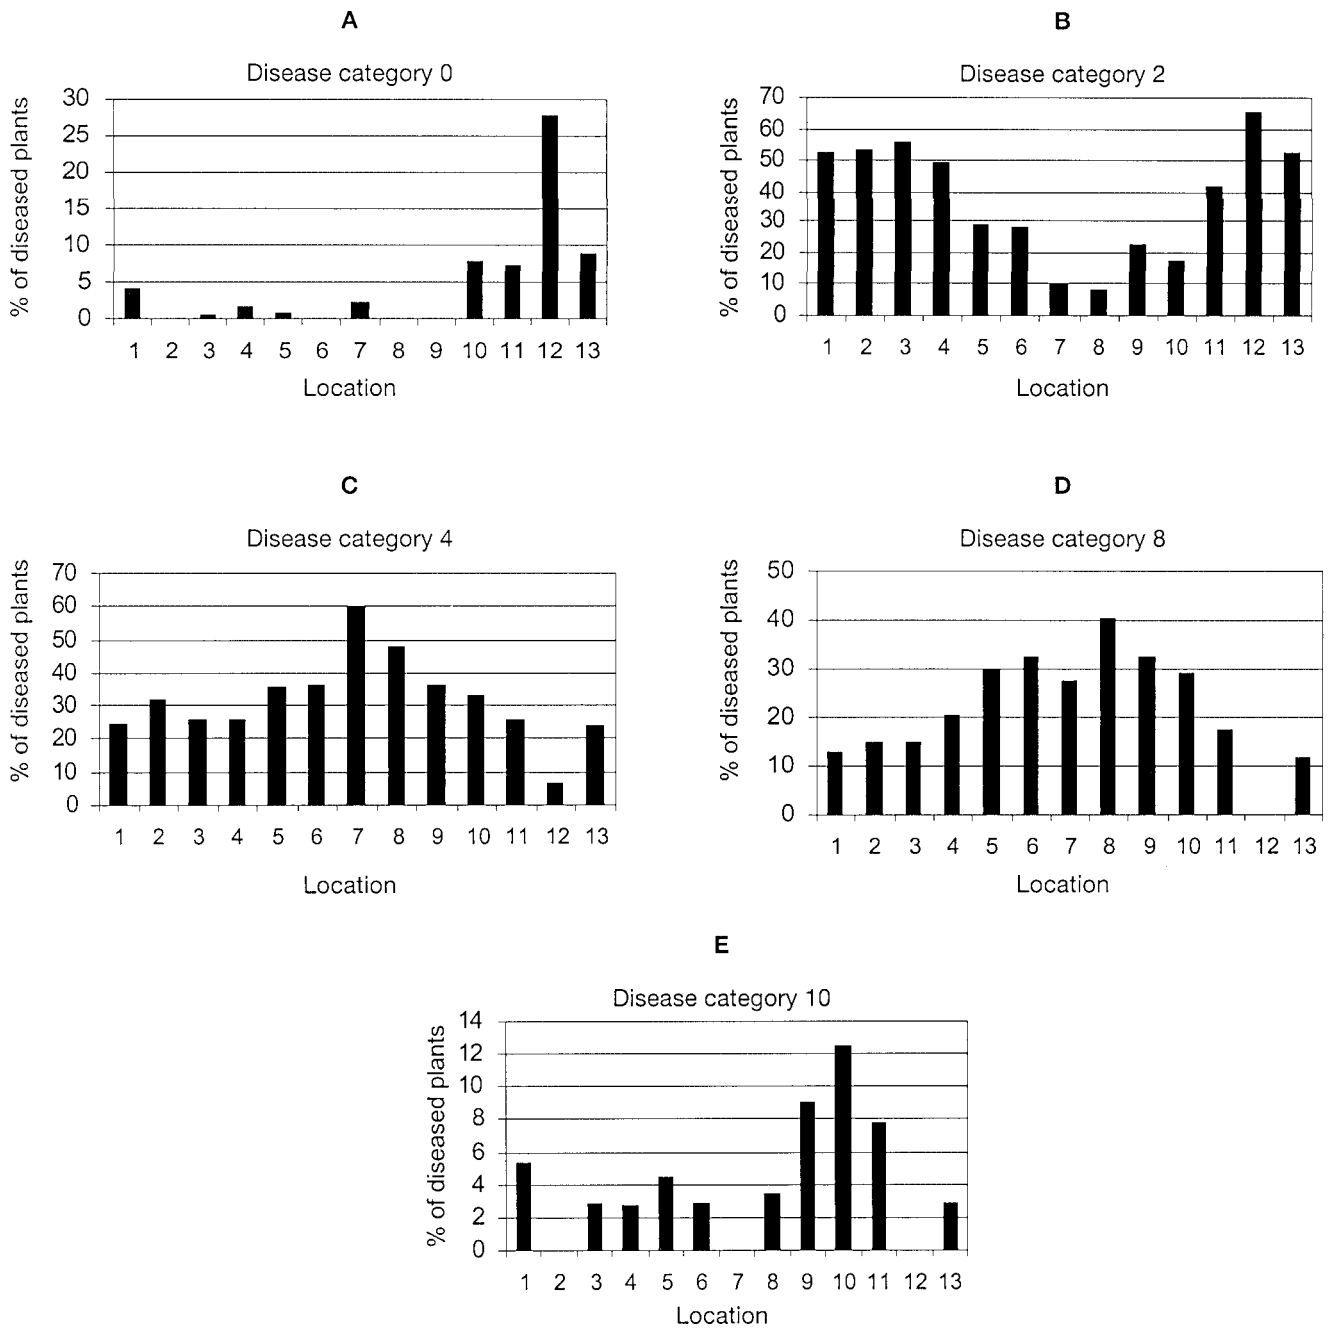 A
Disease category 0
% of diseased plants
30
25
20
15
10
5
0
1 2 3 4 5 6 7 8 9 10 11 12 13
Location
B
Disease category 2
% of diseased plants
70
60
50
40
30
20
10
0
1 2 3 4 5 6 7 8 9 10 11 12 13
Location
C
Disease category 4
% of diseased plants
70
60
50
40
30
20
10
0
1 2 3 4 5 6 7 8 9 10 11 12 13
Location
D
Disease category 8
% of diseased plants
50
40
30
20
10
0
1 2 3 4 5 6 7 8 9 10 11 12 13
Location
E
Disease category 10
% of diseased plants
14
12
10
8
6
4
2
0
1 2 3 4 5 6 7 8 9 10 11 12 13
Location